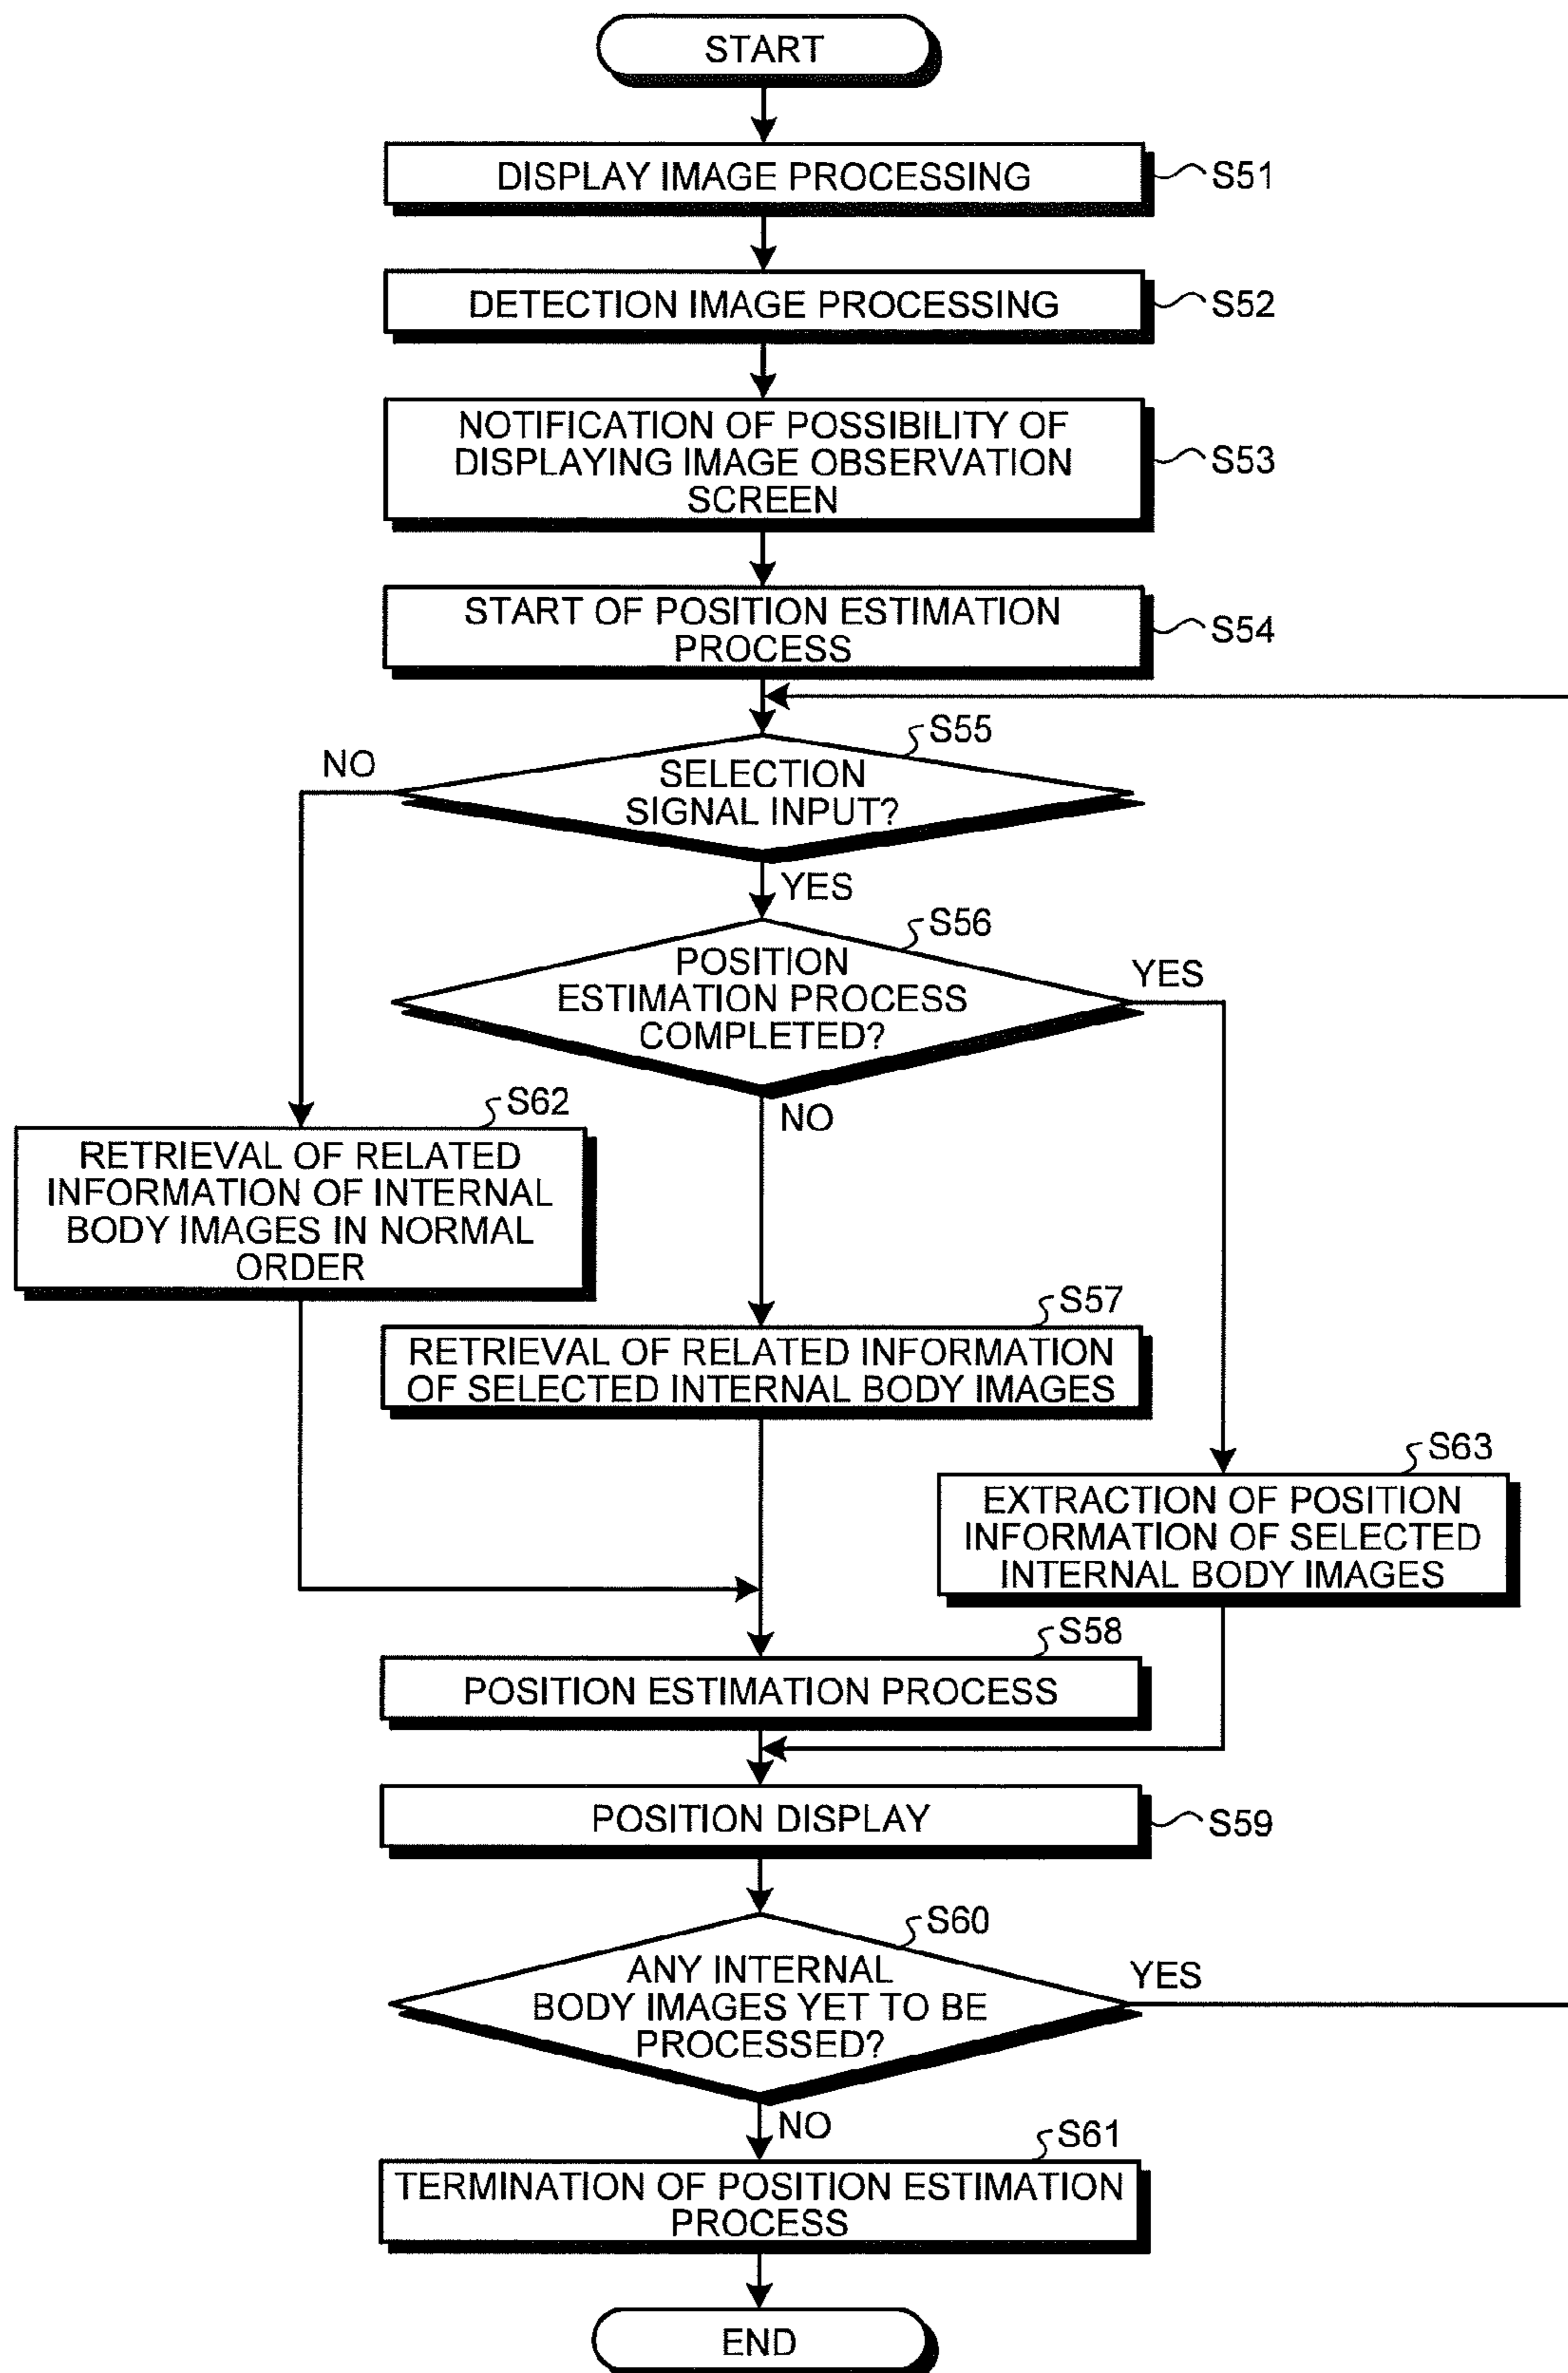 START
DISPLAY IMAGE PROCESSING
S51
DETECTION IMAGE PROCESSING
S52
NOTIFICATION OF POSSIBILITY OF
DISPLAYING IMAGE OBSERVATION
SCREEN
S53
START OF POSITION ESTIMATION
PROCESS
S54
S55
NO
SELECTION
SIGNAL INPUT?
YES
S56
POSITION
ESTIMATION PROCESS
COMPLETED?
YES
NO
S62
RETRIEVAL OF RELATED
INFORMATION OF INTERNAL
BODY IMAGES IN NORMAL
ORDER
S57
RETRIEVAL OF RELATED INFORMATION
OF SELECTED INTERNAL BODY IMAGES
S63
EXTRACTION OF POSITION
INFORMATION OF SELECTED
INTERNAL BODY IMAGES
S58
POSITION ESTIMATION PROCESS
POSITION DISPLAY
S59
S60
ANY INTERNAL
BODY IMAGES YET TO BE
PROCESSED?
YES
NO
S61
TERMINATION OF POSITION ESTIMATION
PROCESS
END